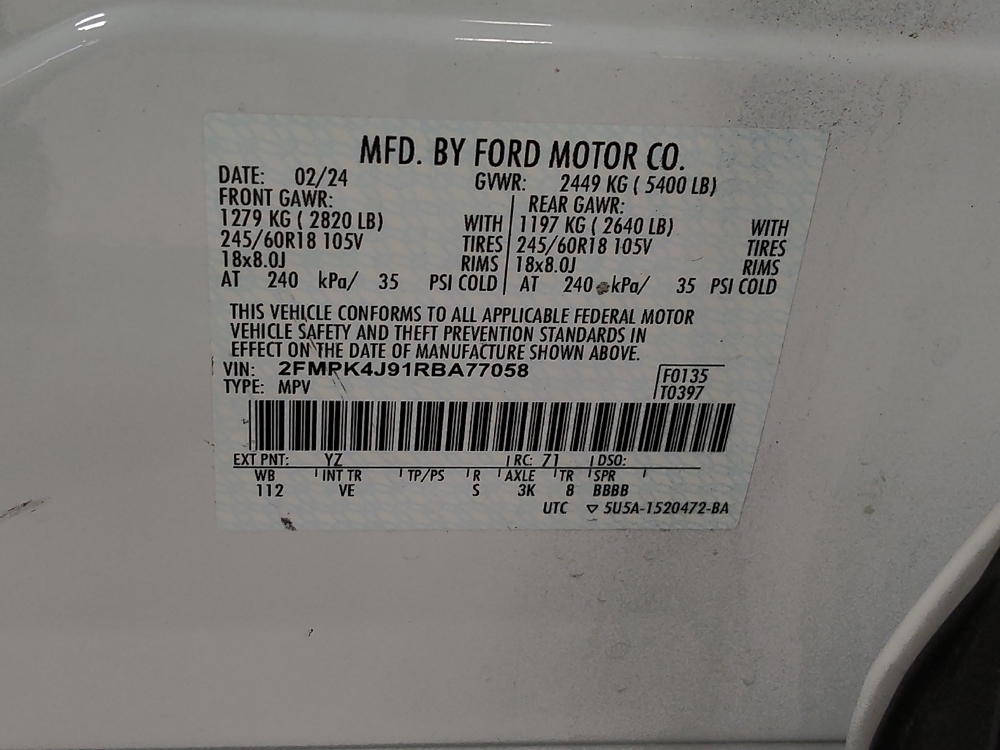 MFD. BY FORD MOTOR CO.
DATE: 02/24 GVWR: 2449 KG ( 5400 LB)
FRONT GAWR: REAR GAWR:
1279 KG ( 2820 LB) WITH 1197 KG ( 2640 LB) WITH
245/60R18 105V TIRES 245/60R18 105V TIRES
18x8.0J RIMS 18x8.0J RIMS
AT 240 kPa/ 35 PSI COLD AT 240 kPa/ 35 PSI COLD
THIS VEHICLE CONFORMS TO ALL APPLICABLE FEDERAL MOTOR
VEHICLE SAFETY AND THEFT PREVENTION STANDARDS IN
EFFECT ON THE DATE OF MANUFACTURE SHOWN ABOVE.
VIN: 2FMPK4J91RBA77058 F0135
TYPE: MPV T0397
EXT PNT: YZ RC: 71 DSO:
WB INT TR TP/PS R AXLE TR SPR
112 VE S 3K 8 BBBB
UTC ▽ 5U5A-1520472-BA